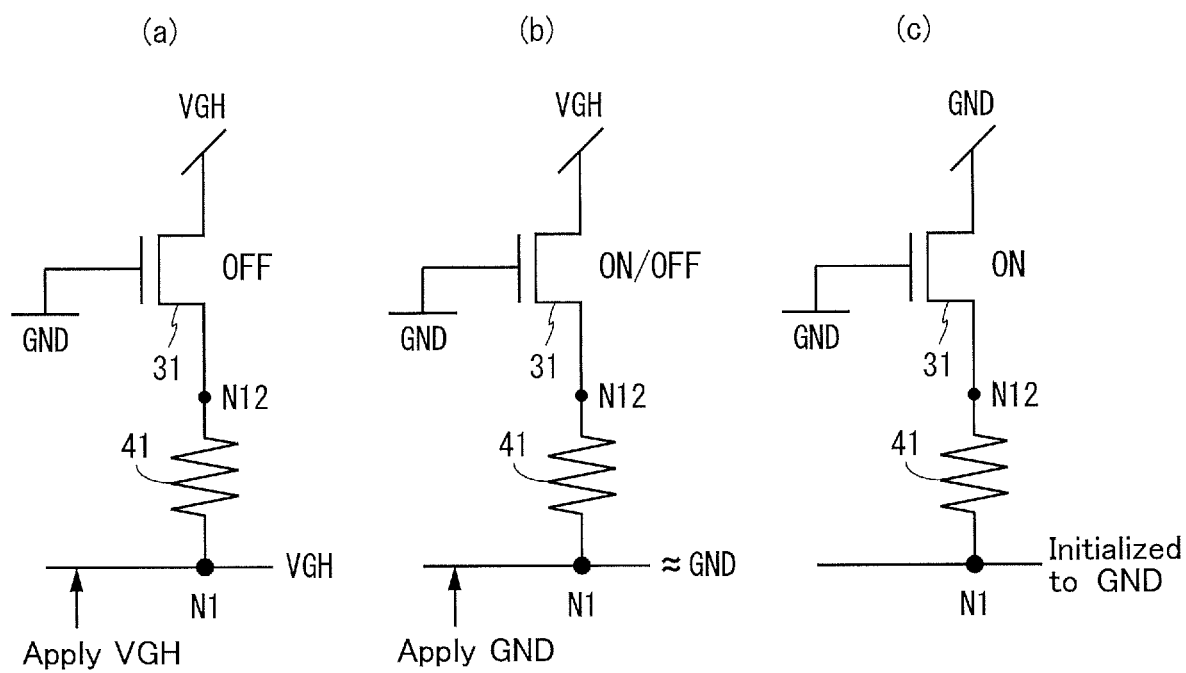 (a)
(b)
(c)
VGH
VGH
GND
OFF
ON/OFF
ON
GND
GND
GND
31
31
31
N12
N12
N12
41
41
41
VGH
≈ GND
Initialized
to GND
N1
N1
N1
Apply VGH
Apply GND